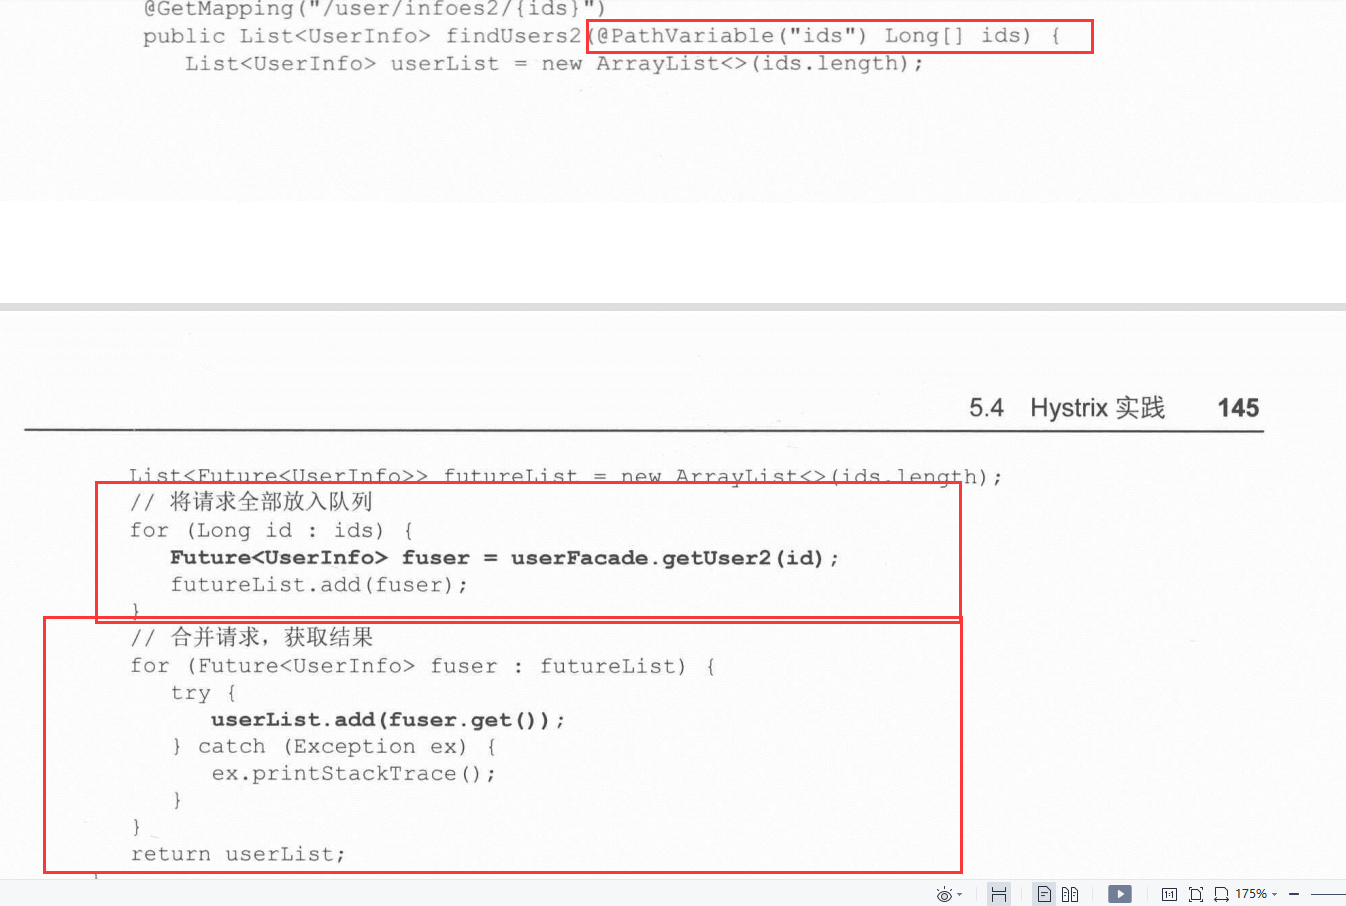 @GetMapping("/user/infoes2/{ids}")
public List<UserInfo> findUsers2(@PathVariable("ids") Long[] ids) {
List<UserInfo> userList = new ArrayList<>(ids.length);
5.4 Hystrix 实践 145
List<Future<UserInfo>> futureList = new ArrayList<>(ids.length);
// 将请求全部放入队列
for (Long id : ids) {
Future<UserInfo> fuser = userFacade.getUser2(id);
futureList.add(fuser);
}
// 合并请求，获取结果
for (Future<UserInfo> fuser : futureList) {
try {
userList.add(fuser.get());
} catch (Exception ex) {
ex.printStackTrace();
}
}
return userList;
175%